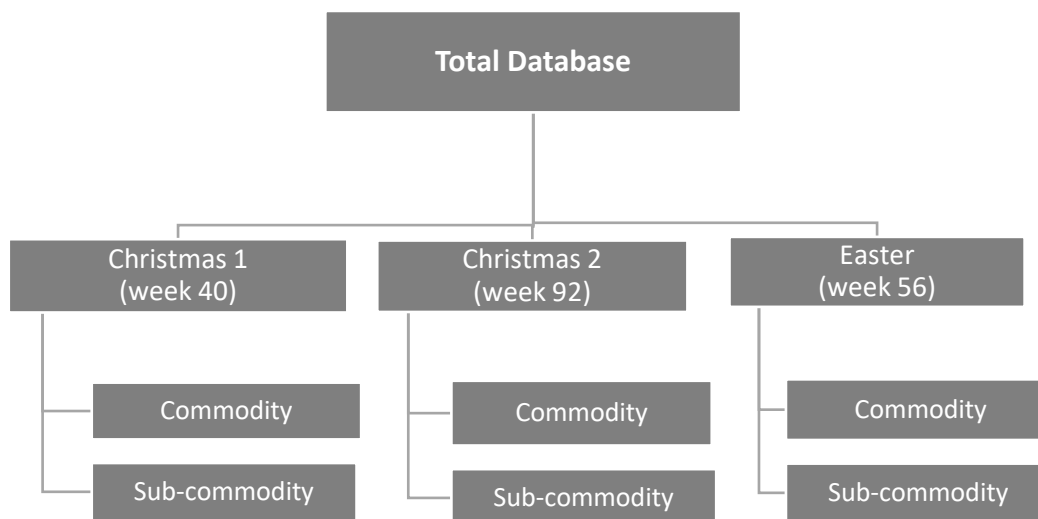 Total Database
Christmas 1
(week 40)
Christmas 2
(week 92)
Easter
(week 56)
Commodity
Sub-commodity
Commodity
Sub-commodity
Commodity
Sub-commodity